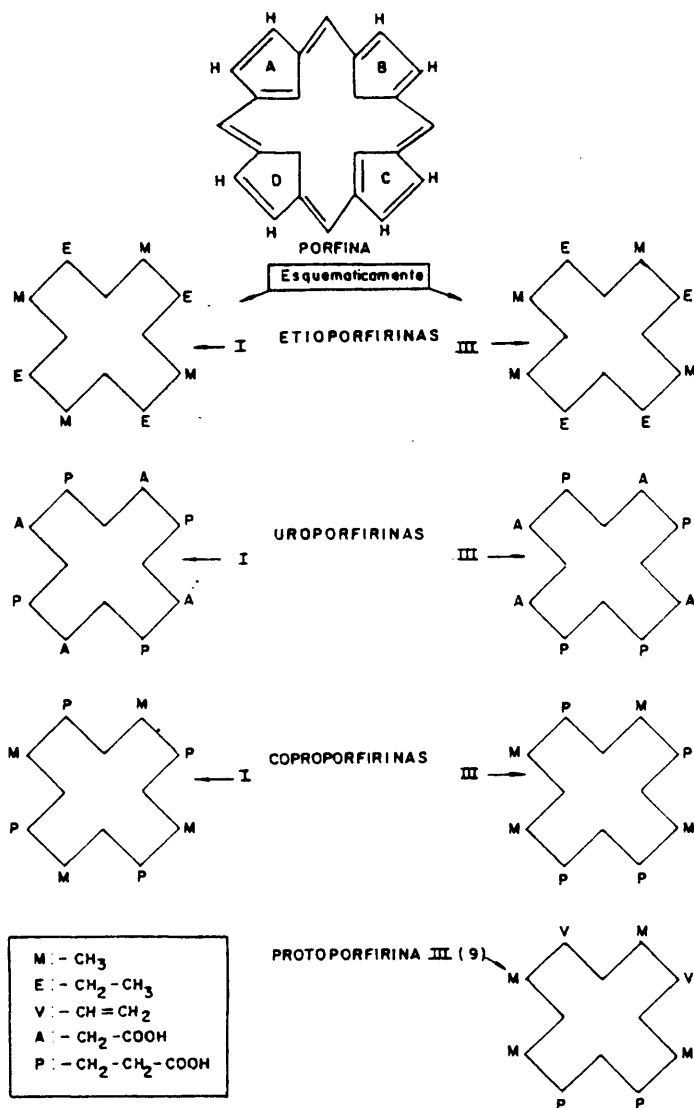 H H H H
H A B H
H D C H
H H
PORFINA
Esquematicamente
E M E M
M E M E
I ETIOPORFIRINAS III
E M M M
M E E E
P A P A
A P A P
I UROPORFIRINAS III
P A A A
A P P P
P M P M
M P M P
I COPROPORFIRINAS III
P M M M
M P P P
V M
PROTOPORFIRINA III (9)
M V
M M
P P
M : - CH₃
E : - CH₂ - CH₃
V : - CH = CH₂
A : - CH₂ - COOH
P : - CH₂ - CH₂ - COOH